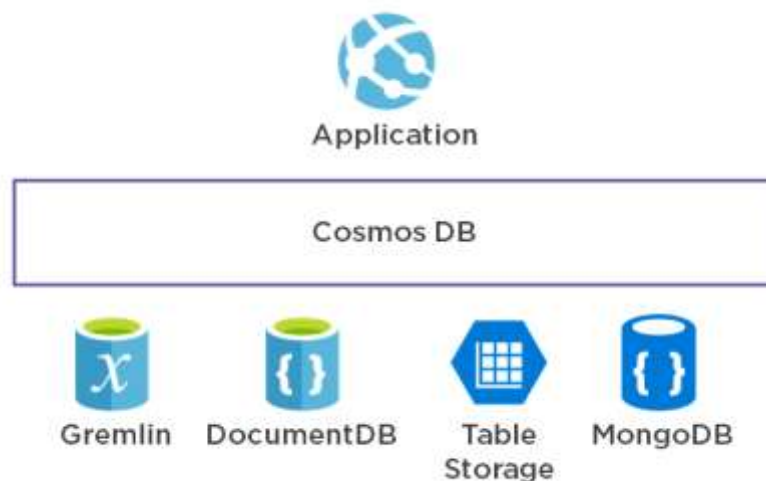 Application
Cosmos DB
Gremlin
DocumentDB
Table
Storage
MongoDB